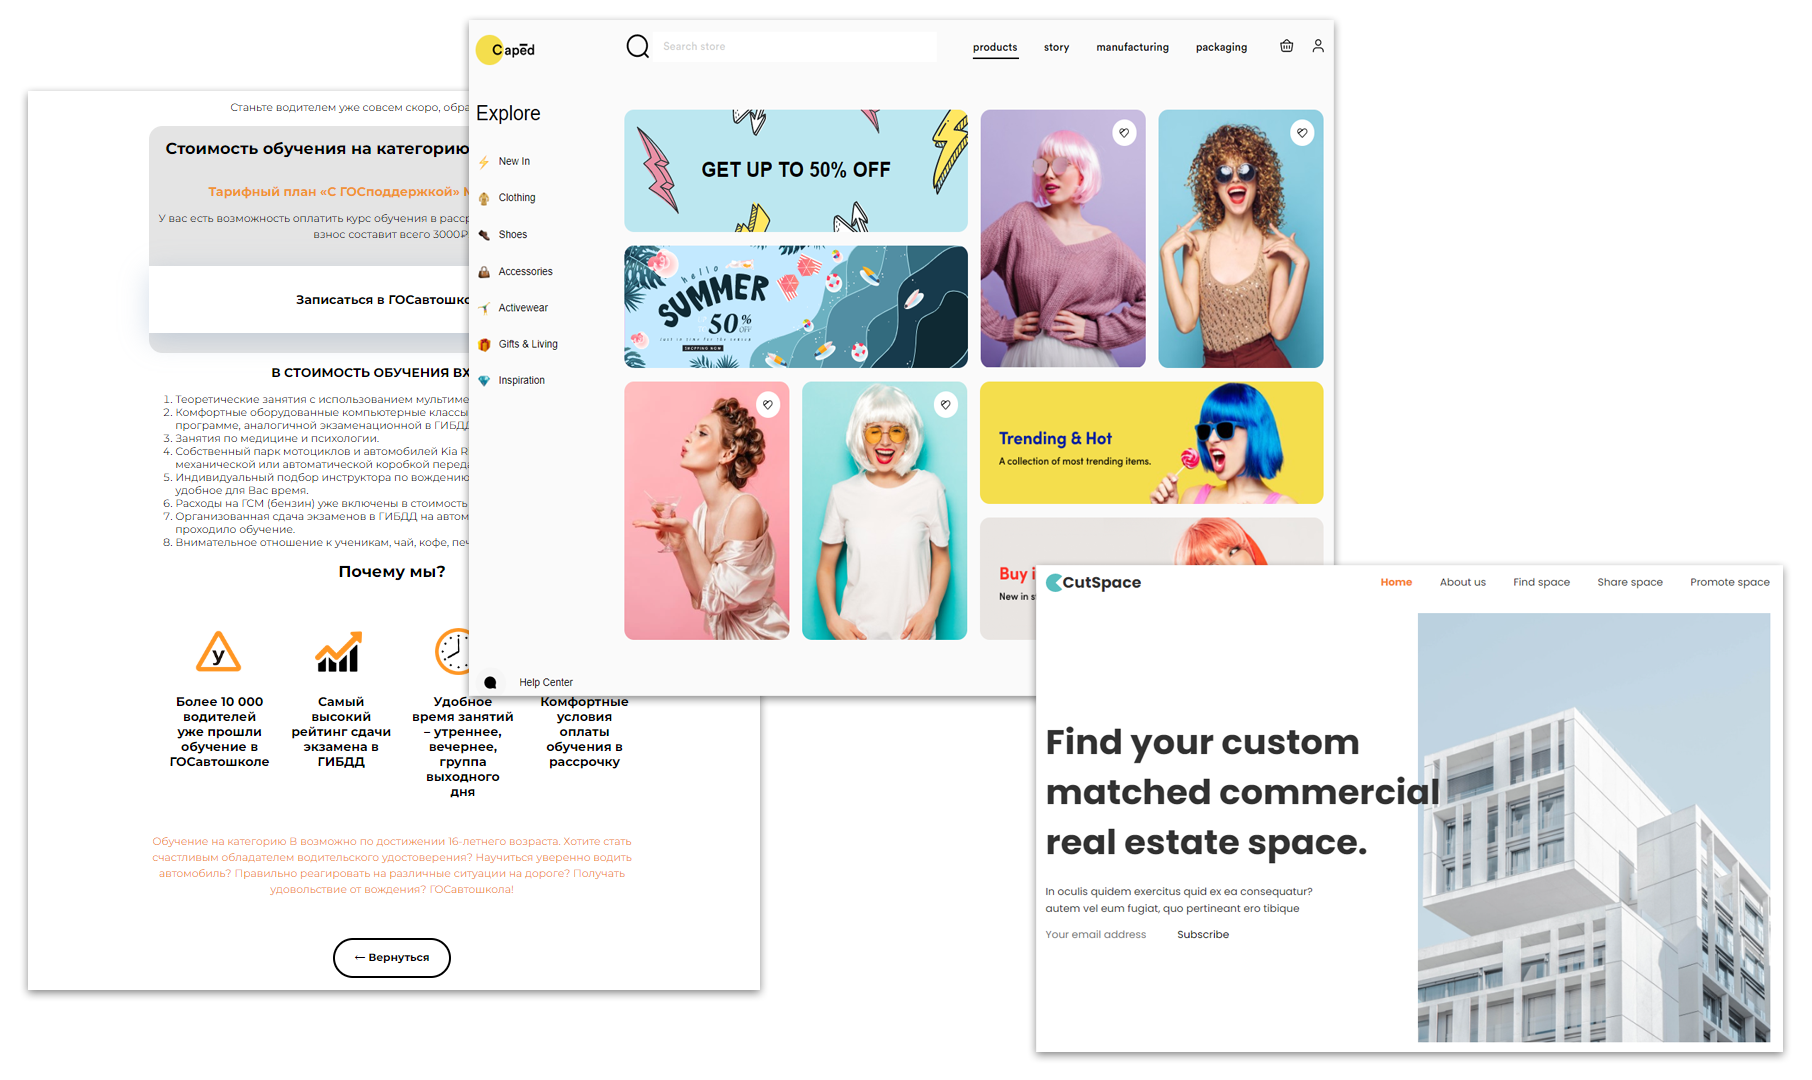 Станьте водителем уже совсем скоро,
Стоимость обучения на категорию
Тарифный план «С ГОСподдержкой»
У вас есть возможность оплатить курс обучения в
взнос составит всего 3000₽
Записаться в
В СТОИМОСТЬ ОБУЧЕНИЯ
1. Теоретические занятия с использованием
2. Комфортные оборудованные компьютерные классы
программе, аналогичной экзаменационной в ГИБДД
3. Занятия по медицине и психологии.
4. Собственный парк мотоциклов и автомобилей Kia
механической или автоматической коробкой
5. Индивидуальный подбор инструктора по вождению
удобное для Вас время.
6. Расходы на ГСМ (бензин) уже включены в стоимость
7. Организованная сдача экзаменов в ГИБДД на
проходило обучение.
8. Внимательное отношение к ученикам, чай, кофе,
Почему мы?
У
Более 10 000
водителей
уже прошли
обучение в
ГОСавтошколе
Самый
высокий
рейтинг сдачи
экзамена в
ГИБДД
Удобное
время занятий
– утреннее,
вечернее,
группа
выходного
дня
Комфортные
условия
оплаты
обучения в
рассрочку
Обучение на категорию В возможно по достижении 16-летнего возраста. Хотите стать
счастливым обладателем водительского удостоверения? Научиться уверенно водить
автомобиль? Правильно реагировать на различные ситуации на дороге? Получать
удовольствие от вождения? ГОСавтошкола!
← Вернуться
Capēd
Search store
products
story
manufacturing
packaging
Explore
New In
Clothing
Shoes
Accessories
Activewear
Gifts & Living
Inspiration
Help Center
GET UP TO 50% OFF
hello
SUMMER
50% OFF
just in time for the season
SHOPPING NOW
Trending & Hot
A collection of most trending items.
Buy
New in
CutSpace
Home
About us
Find space
Share space
Promote space
Find your custom
matched commercial
real estate space.
In oculis quidem exercitus quid ex ea consequatur?
autem vel eum fugiat, quo pertineant ero tibique
Your email address
Subscribe